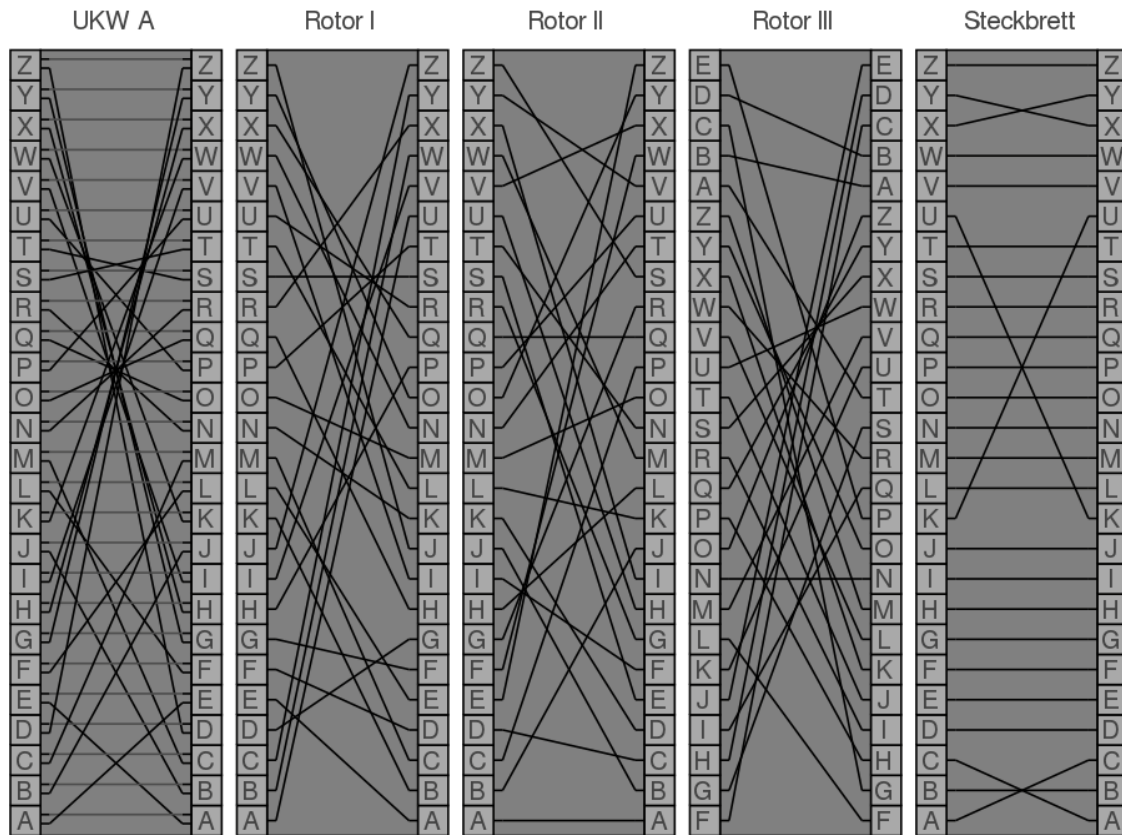 UKW A Rotor I Rotor II Rotor III Steckbrett
Z Z Z Z Z Z E E Z Z
Y Y Y Y Y Y D D Y Y
X X X X X X C C X X
W W W W W W B B W W
V V V V V V A A V V
U U U U U U Z Z U U
T T T T T T Y Y T T
S S S S S S X X S S
R R R R R R W W R R
Q Q Q Q Q Q V V Q Q
P P P P P P U U P P
O O O O O O T T O O
N N N N N N S S N N
M M M M M M R R M M
L L L L L L Q Q L L
K K K K K K P P K K
J J J J J J O O J J
I I I I I I N N I I
H H H H H H M M H H
G G G G G G L L G G
F F F F F F K K F F
E E E E E E J J E E
D D D D D D I I D D
C C C C C C H H C C
B B B B B B G G B B
A A A A A A F F A A